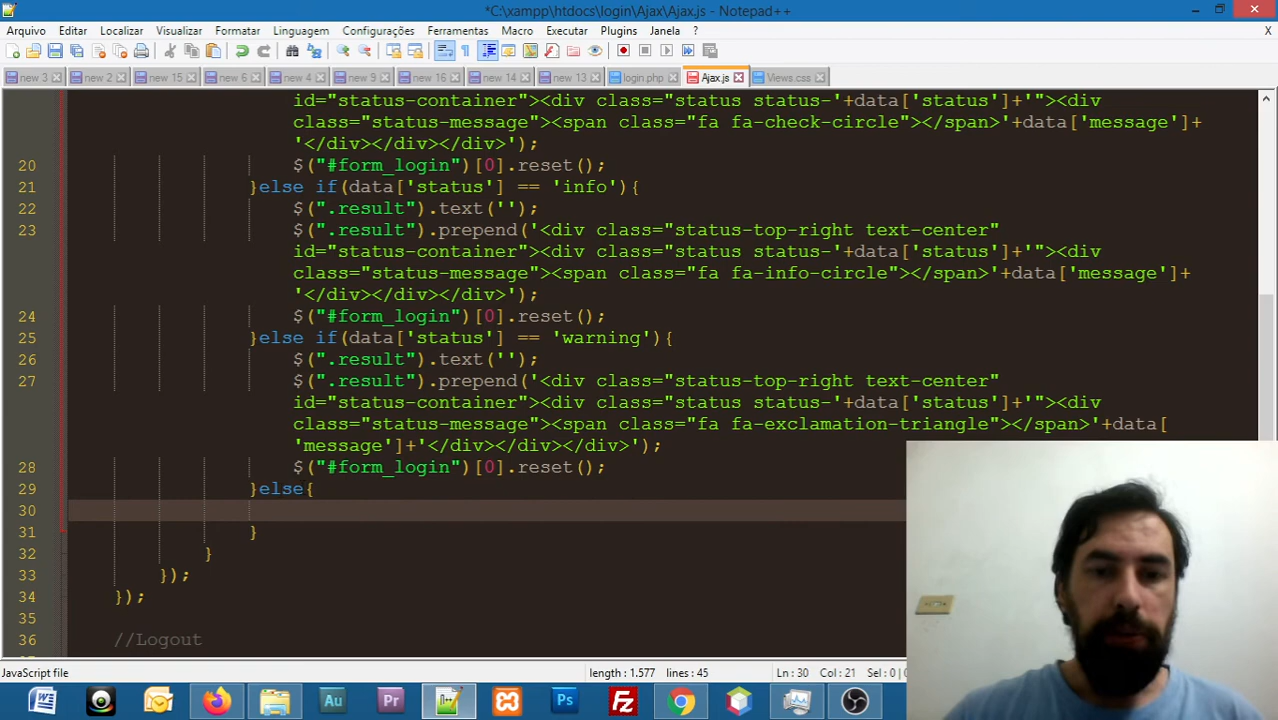 *C:\xampp\htdocs\login\Ajax\Ajax.js - Notepad++
Arquivo Editar Localizar Visualizar Formatar Linguagem Configurações Ferramentas Macro Executar Plugins Janela ? X
new 3 new 2 new 15 new 6 new 4 new 9 new 16 new 14 new 13 login.php Ajax.js Views.css
id="status-container"><div class="status status-'+data['status']+'"><div
class="status-message"><span class="fa fa-check-circle"></span>'+data['message']+
'</div></div></div>');
20 $("#form_login")[0].reset();
21 }else if(data['status'] == 'info'){
22 $(".result").text('');
23 $(".result").prepend('<div class="status-top-right text-center"
id="status-container"><div class="status status-'+data['status']+'"><div
class="status-message"><span class="fa fa-info-circle"></span>'+data['message']+
'</div></div></div>');
24 $("#form_login")[0].reset();
25 }else if(data['status'] == 'warning'){
26 $(".result").text('');
27 $(".result").prepend('<div class="status-top-right text-center"
id="status-container"><div class="status status-'+data['status']+'"><div
class="status-message"><span class="fa fa-exclamation-triangle"></span>'+data[
'message']+'</div></div></div>');
28 $("#form_login")[0].reset();
29 }else{
30
31 }
32 }
33 });
34 });
35
36 //Logout
JavaScript file length : 1.577 lines : 45 Ln : 30 Col : 21 Sel : 0 | 0
W Au Pr Ps Fz